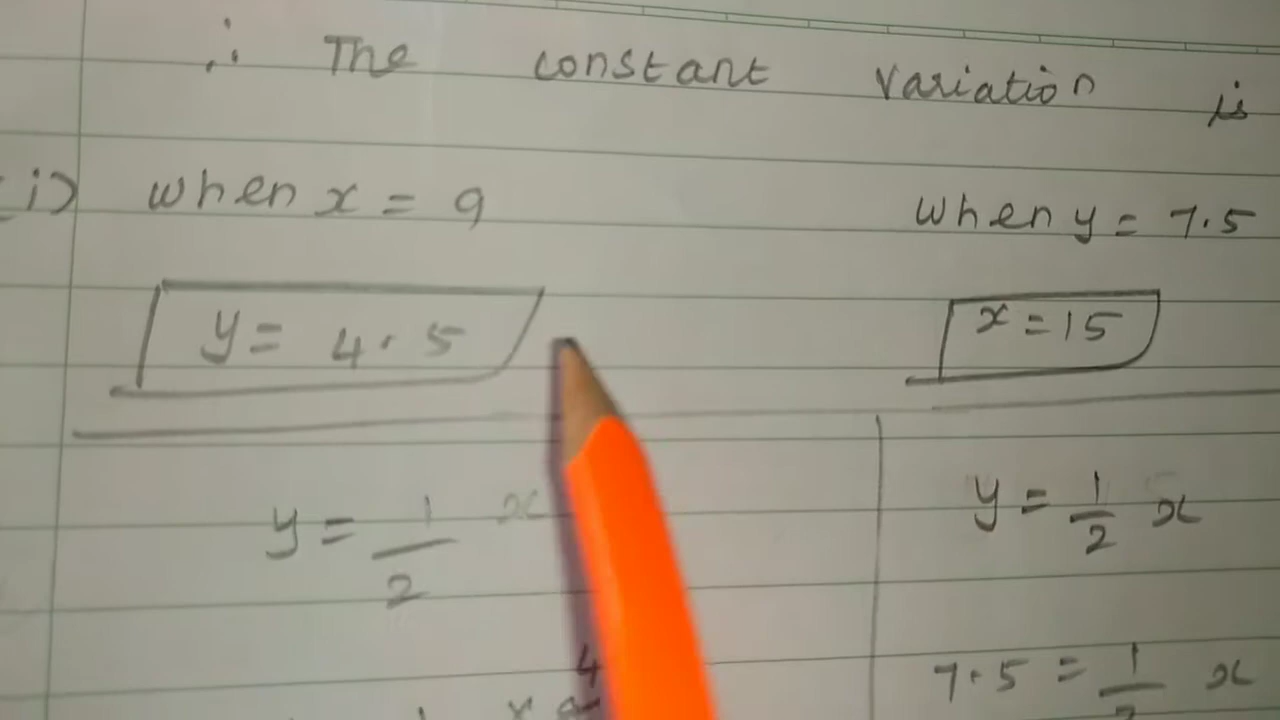 ∴ The constant variation is
i) when x = 9
y = 4.5
y = 1/2 x
when y = 7.5
x = 15
y = 1/2 x
7.5 = 1/2 x